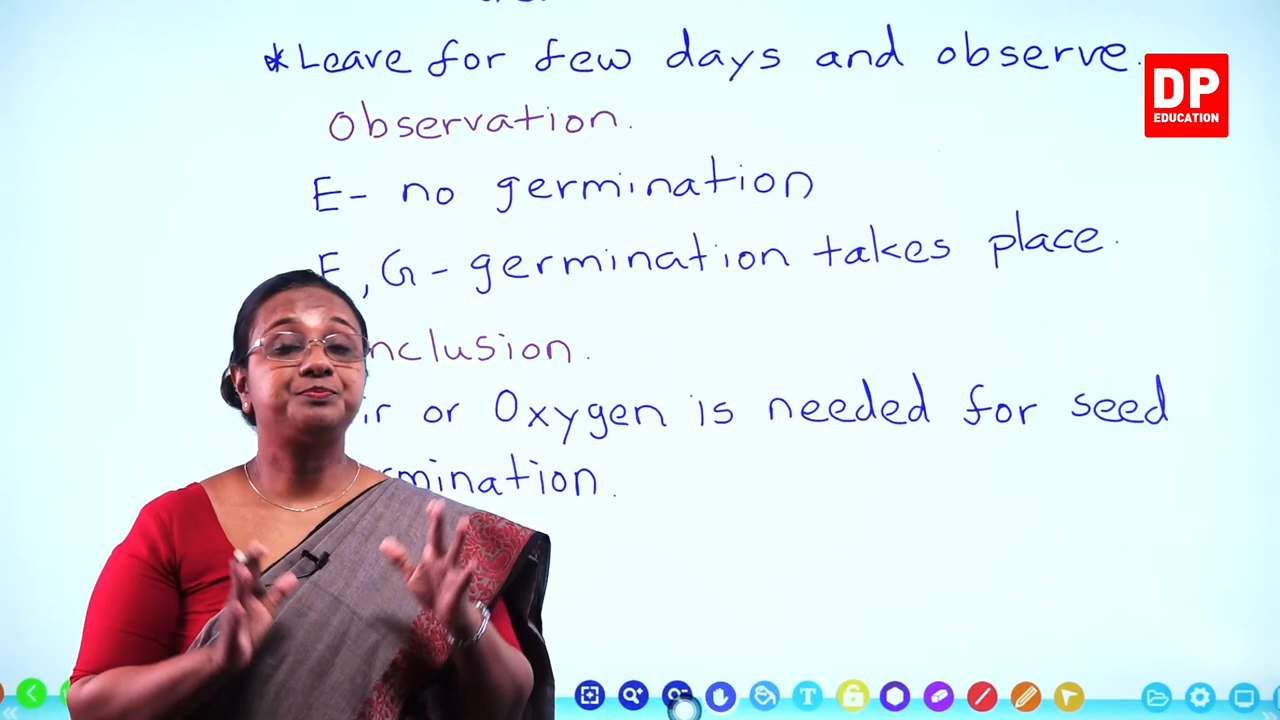 *Leave for few days and observe.
DP
EDUCATION
Observation.
E- no germination
F, G - germination takes place.
nclusion.
ir or Oxygen is needed for seed
rmination.
T